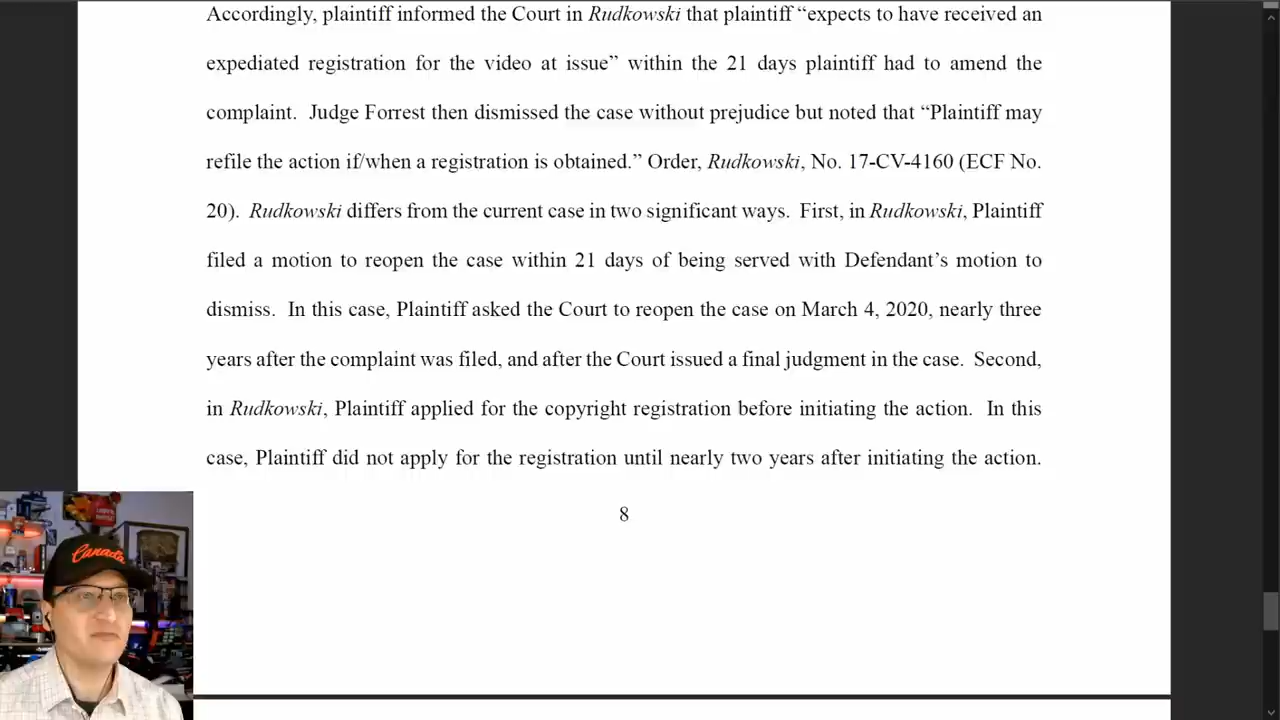 Accordingly, plaintiff informed the Court in Rudkowski that plaintiff “expects to have received an
expediated registration for the video at issue” within the 21 days plaintiff had to amend the
complaint. Judge Forrest then dismissed the case without prejudice but noted that “Plaintiff may
refile the action if/when a registration is obtained.” Order, Rudkowski, No. 17-CV-4160 (ECF No.
20). Rudkowski differs from the current case in two significant ways. First, in Rudkowski, Plaintiff
filed a motion to reopen the case within 21 days of being served with Defendant’s motion to
dismiss. In this case, Plaintiff asked the Court to reopen the case on March 4, 2020, nearly three
years after the complaint was filed, and after the Court issued a final judgment in the case. Second,
in Rudkowski, Plaintiff applied for the copyright registration before initiating the action. In this
case, Plaintiff did not apply for the registration until nearly two years after initiating the action.
8
Canada